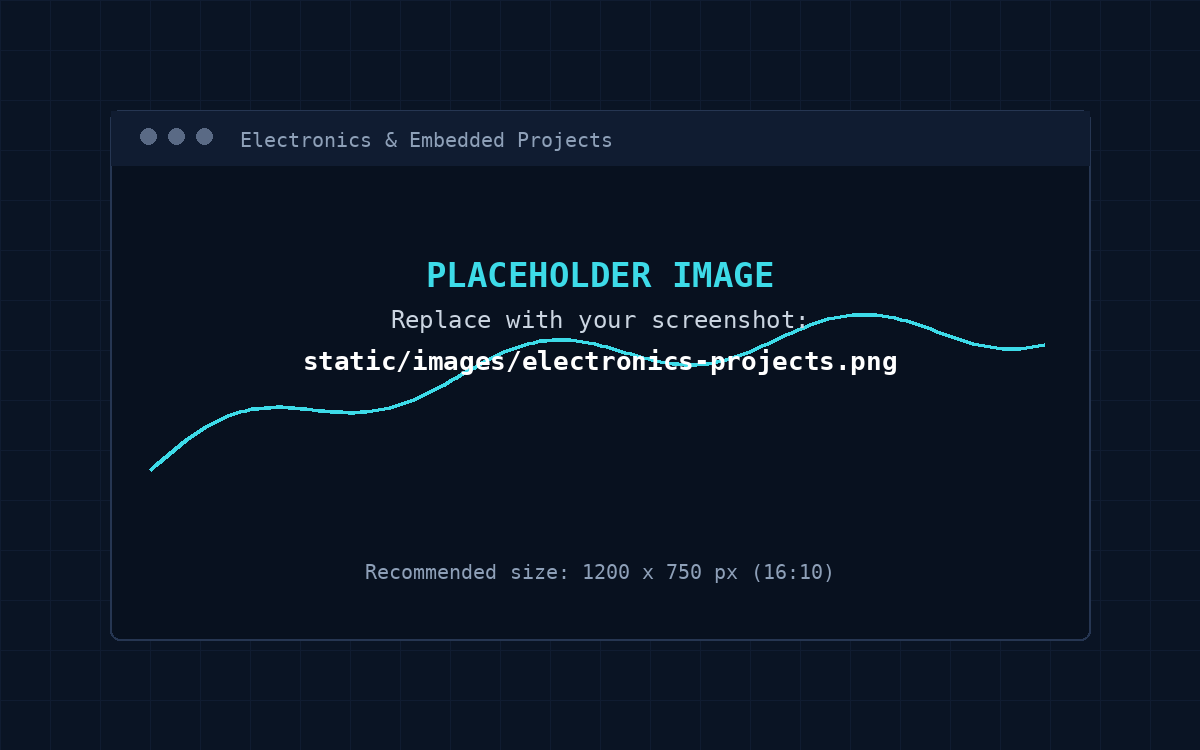 Electronics & Embedded Projects
PLACEHOLDER IMAGE
Replace with your screenshot:
static/images/electronics-projects.png
Recommended size: 1200 x 750 px (16:10)